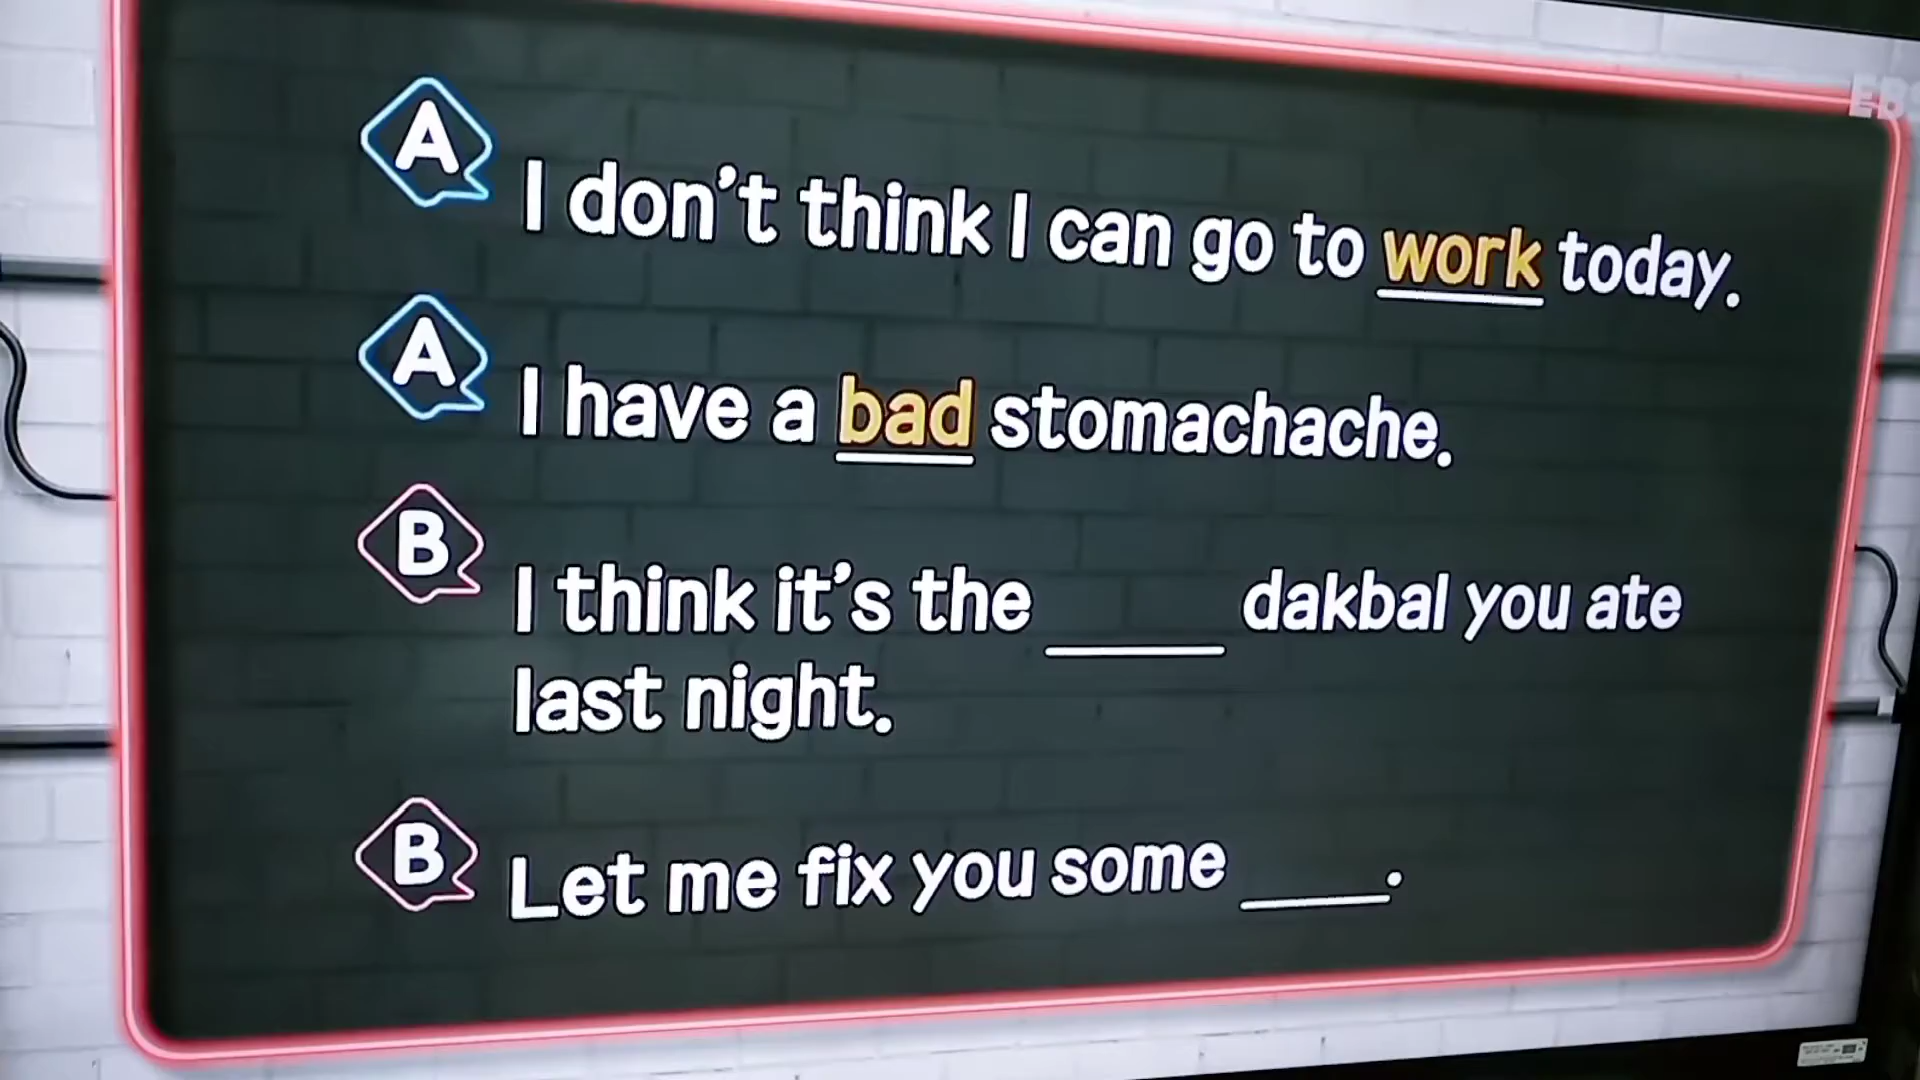 A I don't think I can go to work today.
A I have a bad stomachache.
B I think it's the ______ dakbal you ate
last night.
B Let me fix you some _____.